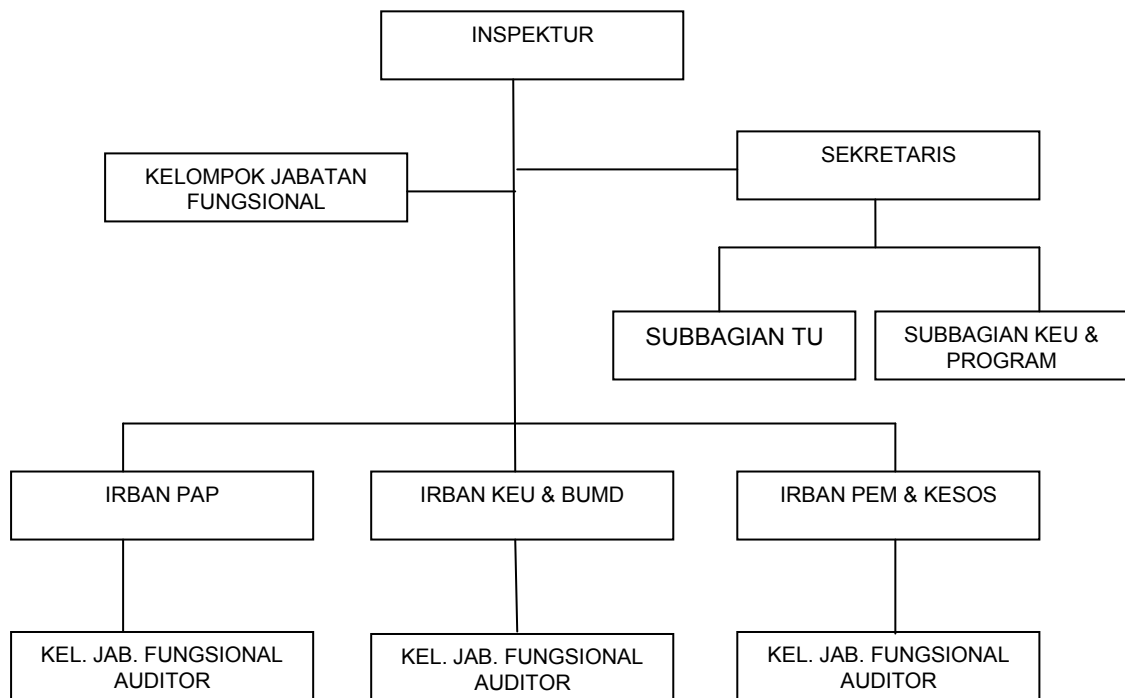 INSPEKTUR
SEKRETARIS
KELOMPOK JABATAN
FUNGSIONAL
SUBBAGIAN TU
SUBBAGIAN KEU &
PROGRAM
IRBAN PAP
IRBAN KEU & BUMD
IRBAN PEM & KESOS
KEL. JAB. FUNGSIONAL
AUDITOR
KEL. JAB. FUNGSIONAL
AUDITOR
KEL. JAB. FUNGSIONAL
AUDITOR